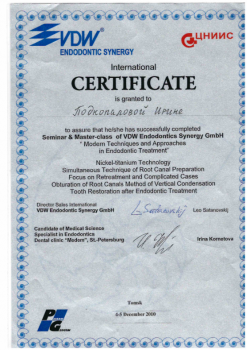 VDW
ENDODONTIC SYNERGY
ЦНИИС
International
CERTIFICATE
is granted to
Подкопадовой Ирине
to assure that he/she has successfully completed
Seminar & Master-class of VDW Endodontics Synergy GmbH
" Modern Techniques and Approaches
in Endodontic Treatment"
Nickel-titanium Technology
Simultaneous Technique of Root Canal Preparation
Focus on Retreatment and Complicated Cases
Obturation of Root Canals Method of Vertical Condensation
Tooth Restoration after Endodontic Treatment
Director Sales International
VDW Endodontic Synergy GmbH
Leo Satanovskij
Candidate of Medical Science
Specialist in Endodontics
Dental clinic "Medem", St.-Petersburg
Irina Kometova
Tomsk
4-5 December 2010